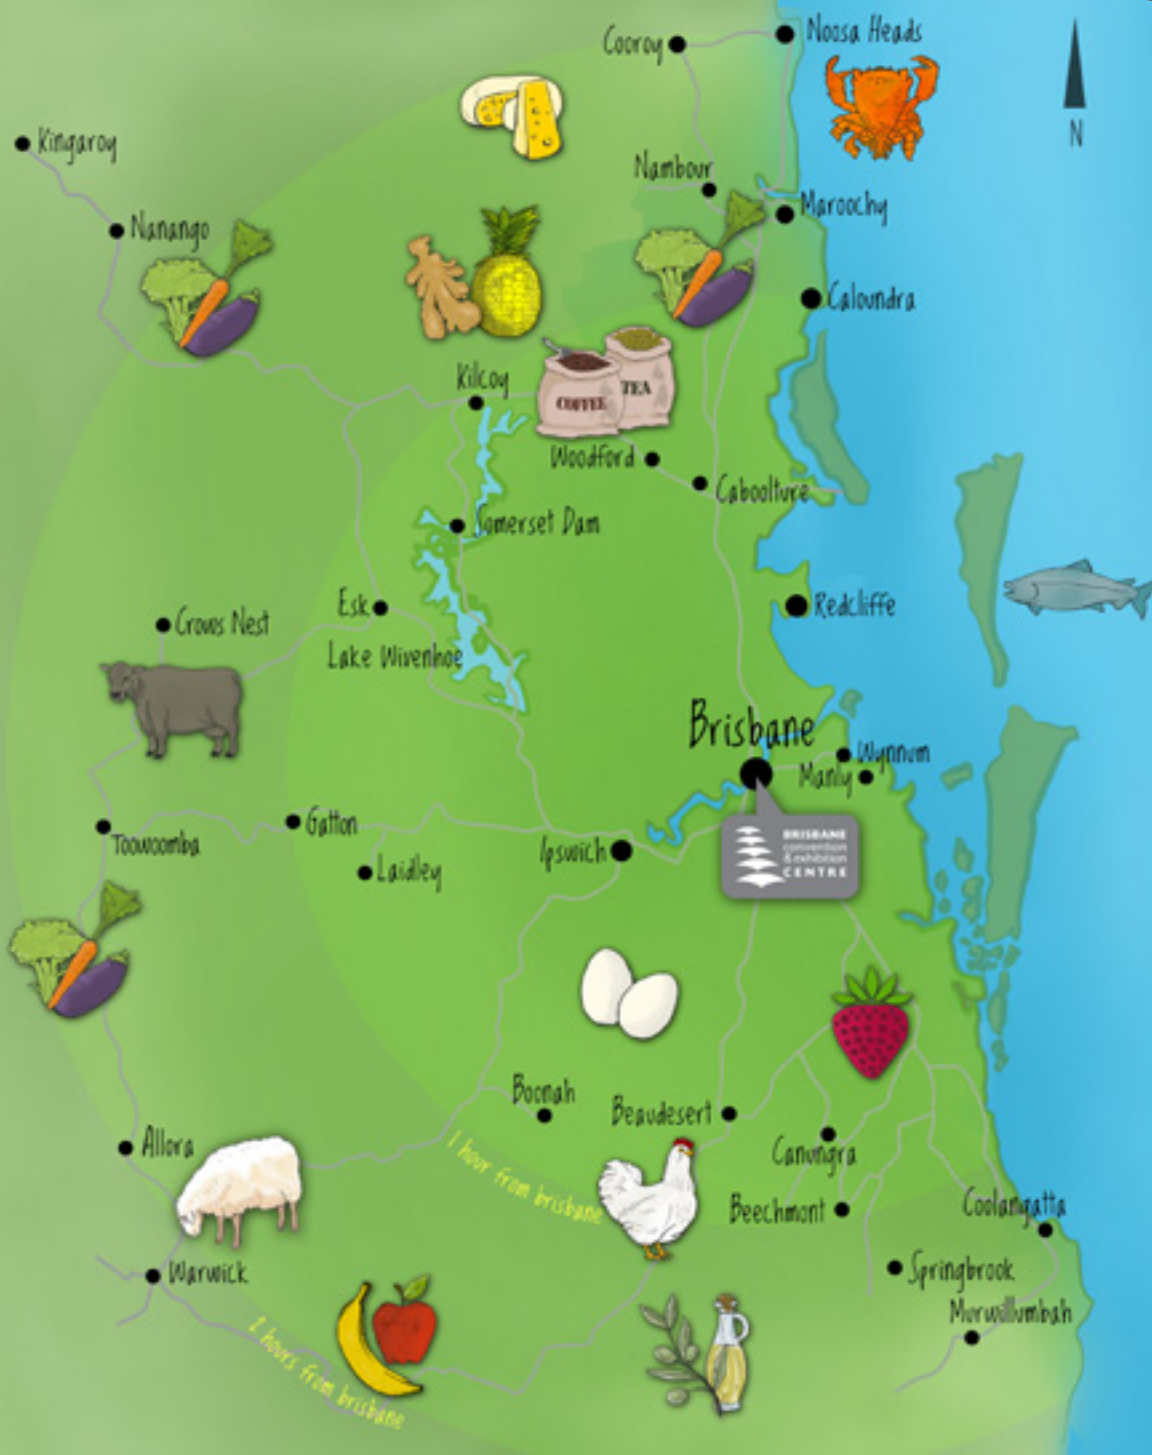 Cooroy
Noosa Heads
N
Kingaroy
Nambour
Maroochy
Nanango
Caloundra
Kilcoy
COFFEE
TEA
Woodford
Caboolture
Somerset Dam
Esk
Redcliffe
Crows Nest
Lake Wivenhoe
Brisbane
Wynnum
Manly
Gatton
Toowoomba
BRISBANE
convention
& exhibition
CENTRE
Ipswich
Laidley
Boonah
Beaudesert
Allora
Canungra
1 hour from brisbane
Beechmont
Coolangatta
Warwick
Springbrook
Murwillumbah
2 hours from brisbane